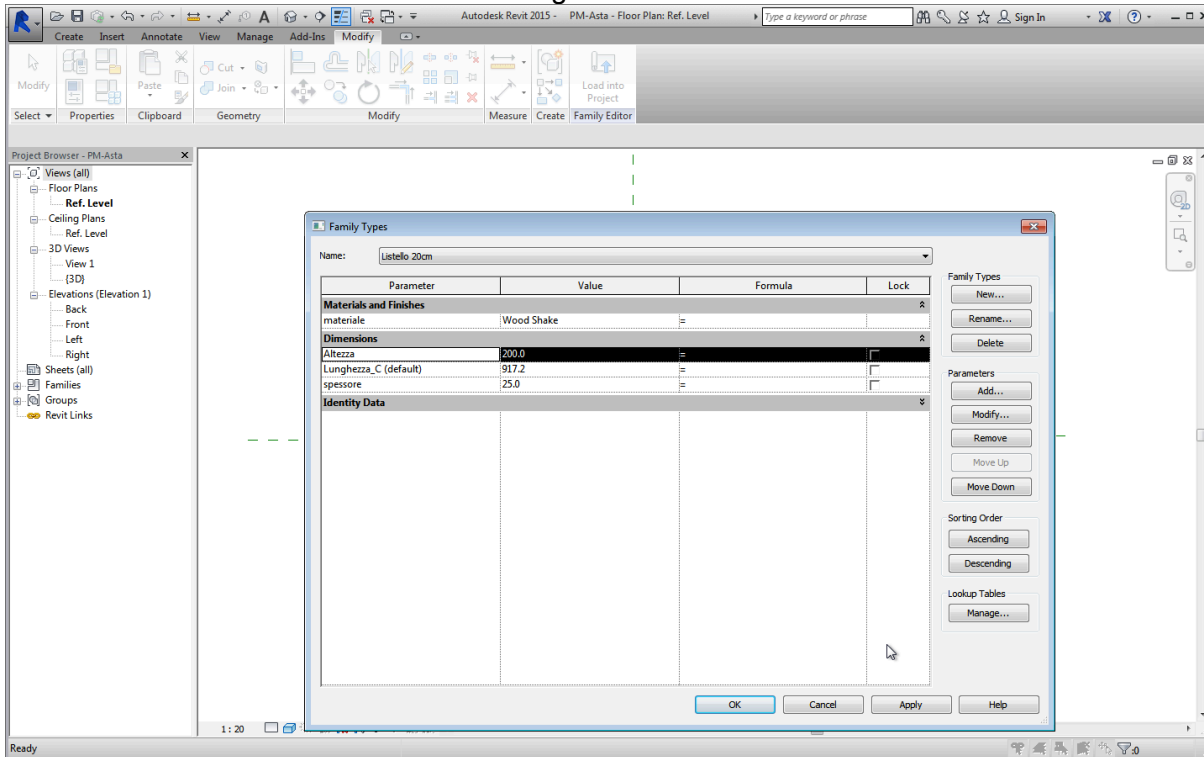 Autodesk Revit 2015 - PM-Asta - Floor Plan: Ref. Level
Type a keyword or phrase
Sign In
Create Insert Annotate View Manage Add-Ins Modify
Modify
Paste
Cut
Join
Load into
Project
Select Properties Clipboard Geometry Modify Measure Create Family Editor
Project Browser - PM-Asta
Views (all)
Floor Plans
Ref. Level
Ceiling Plans
Ref. Level
3D Views
View 1
{3D}
Elevations (Elevation 1)
Back
Front
Left
Right
Sheets (all)
Families
Groups
Revit Links
Family Types
Name: Listello 20cm
Parameter Value Formula Lock
Materials and Finishes
materiale Wood Shake =
Dimensions
Altezza 200.0 =
Lunghezza_C (default) 917.2 =
spessore 25.0 =
Identity Data
Family Types
New...
Rename...
Delete
Parameters
Add...
Modify...
Remove
Move Up
Move Down
Sorting Order
Ascending
Descending
Lookup Tables
Manage...
OK Cancel Apply Help
2D
1 : 20
Ready
:0